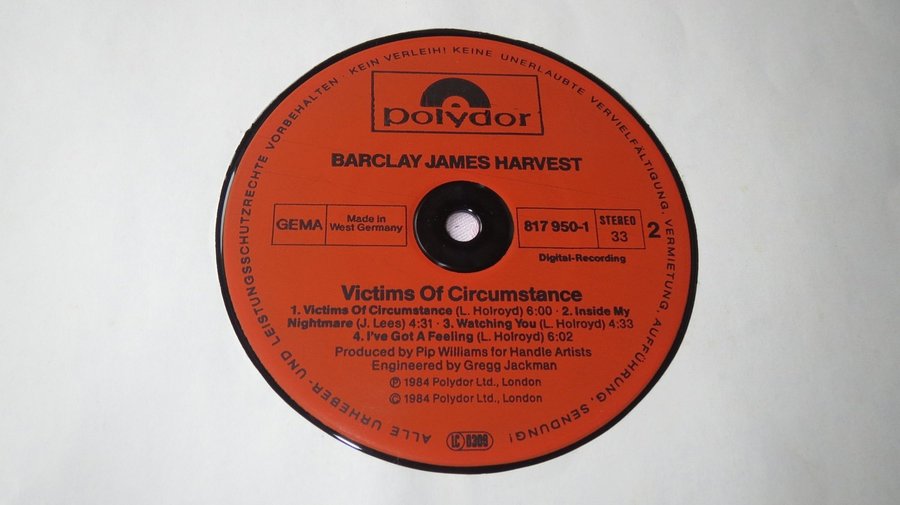 ALLE URHEBER- UND LEISTUNGSSCHUTZRECHTE VORBEHALTEN · KEIN VERLEIH! KEINE UNERLAUBTE VERVIELFÄLTIGUNG, VERMIETUNG, AUFFÜHRUNG, SENDUNG!
polydor
BARCLAY JAMES HARVEST
GEMA
Made in
West Germany
817 950-1
STEREO
33
2
Digital-Recording
Victims Of Circumstance
1. Victims Of Circumstance (L. Holroyd) 6:00 · 2. Inside My
Nightmare (J. Lees) 4:31 · 3. Watching You (L. Holroyd) 4:33
4. I've Got A Feeling (L. Holroyd) 6:02
Produced by Pip Williams for Handle Artists
Engineered by Gregg Jackman
Ⓟ 1984 Polydor Ltd., London
© 1984 Polydor Ltd., London
LC 0309